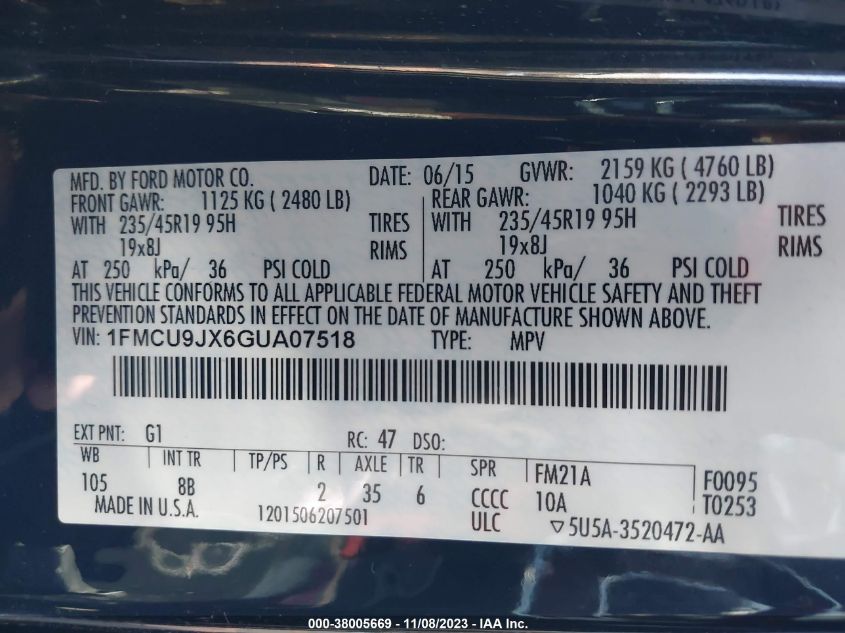 MFD. BY FORD MOTOR CO. DATE: 06/15 GVWR: 2159 KG ( 4760 LB)
FRONT GAWR: 1125 KG ( 2480 LB) REAR GAWR: 1040 KG ( 2293 LB)
WITH 235/45R19 95H TIRES WITH 235/45R19 95H TIRES
19x8J RIMS 19x8J RIMS
AT 250 kPa/ 36 PSI COLD AT 250 kPa/ 36 PSI COLD
THIS VEHICLE CONFORMS TO ALL APPLICABLE FEDERAL MOTOR VEHICLE SAFETY AND THEFT
PREVENTION STANDARDS IN EFFECT ON THE DATE OF MANUFACTURE SHOWN ABOVE.
VIN: 1FMCU9JX6GUA07518 TYPE: MPV
EXT PNT: G1 RC: 47 DSO:
WB INT TR TP/PS R AXLE TR SPR FM21A F0095
105 8B 2 35 6 CCCC 10A T0253
MADE IN U.S.A. 1201506207501 ULC ▽5U5A-3520472-AA
000-38005669 - 11/08/2023 - IAA Inc.